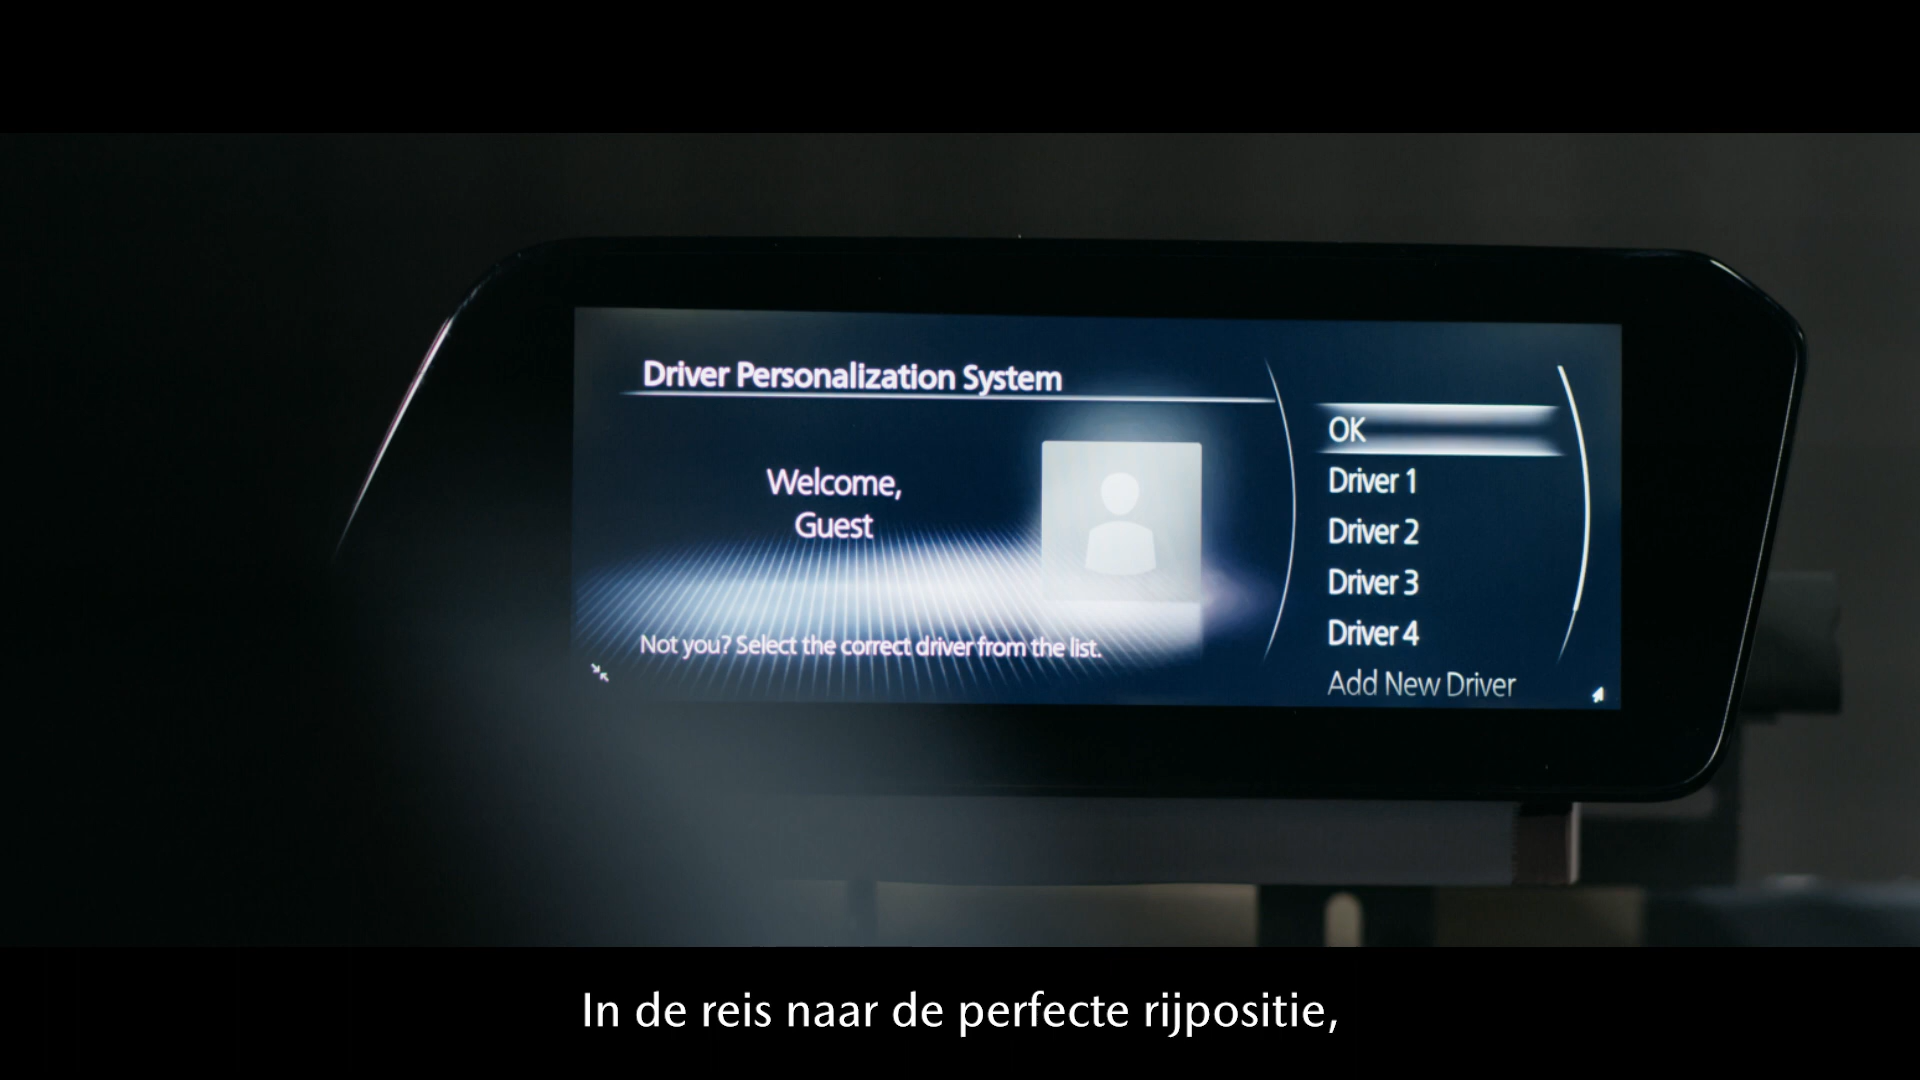 Driver Personalization System
Welcome,
Guest
Not you? Select the correct driver from the list.
OK
Driver 1
Driver 2
Driver 3
Driver 4
Add New Driver
In de reis naar de perfecte rijpositie,